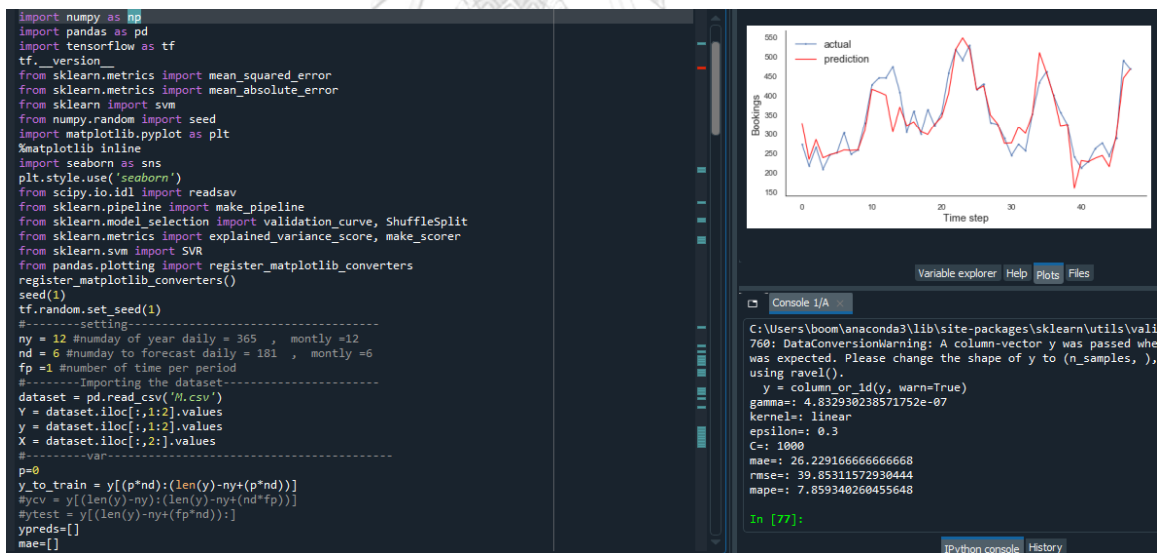 import numpy as np
import pandas as pd
import tensorflow as tf
tf.__version__
from sklearn.metrics import mean_squared_error
from sklearn.metrics import mean_absolute_error
from sklearn import svm
from numpy.random import seed
import matplotlib.pyplot as plt
%matplotlib inline
import seaborn as sns
plt.style.use('seaborn')
from scipy.io.idl import readsav
from sklearn.pipeline import make_pipeline
from sklearn.model_selection import validation_curve, ShuffleSplit
from sklearn.metrics import explained_variance_score, make_scorer
from sklearn.svm import SVR
from pandas.plotting import register_matplotlib_converters
register_matplotlib_converters()
seed(1)
tf.random.set_seed(1)
#--------setting------------------------------------
ny = 12 #numday of year daily = 365  ,  montly =12
nd = 6 #numday to forecast daily = 181  ,  montly =6
fp =1 #number of time per period
#--------Importing the dataset----------------------
dataset = pd.read_csv('M.csv')
Y = dataset.iloc[:,1:2].values
y = dataset.iloc[:,1:2].values
X = dataset.iloc[:,2:].values
#---------var-----------------------------------------
p=0
y_to_train = y[(p*nd):(len(y)-ny+(p*nd))]
#ycv = y[(len(y)-ny):(len(y)-ny+(nd*fp))]
#ytest = y[(len(y)-ny+(fp*nd)):]
ypreds=[]
mae=[]
550
500
450
400
350
300
250
200
150
Bookings
actual
prediction
0 10 20 30 40
Time step
Variable explorer Help Plots Files
Console 1/A
C:\Users\boom\anaconda3\lib\site-packages\sklearn\utils\vali
760: DataConversionWarning: A column-vector y was passed whe
was expected. Please change the shape of y to (n_samples, ),
using ravel().
y = column_or_1d(y, warn=True)
gamma=: 4.832930238571752e-07
kernel=: linear
epsilon=: 0.3
C=: 1000
mae=: 26.229166666666668
rmse=: 39.85311572930444
mape=: 7.859340260455648
In [77]:
IPython console History